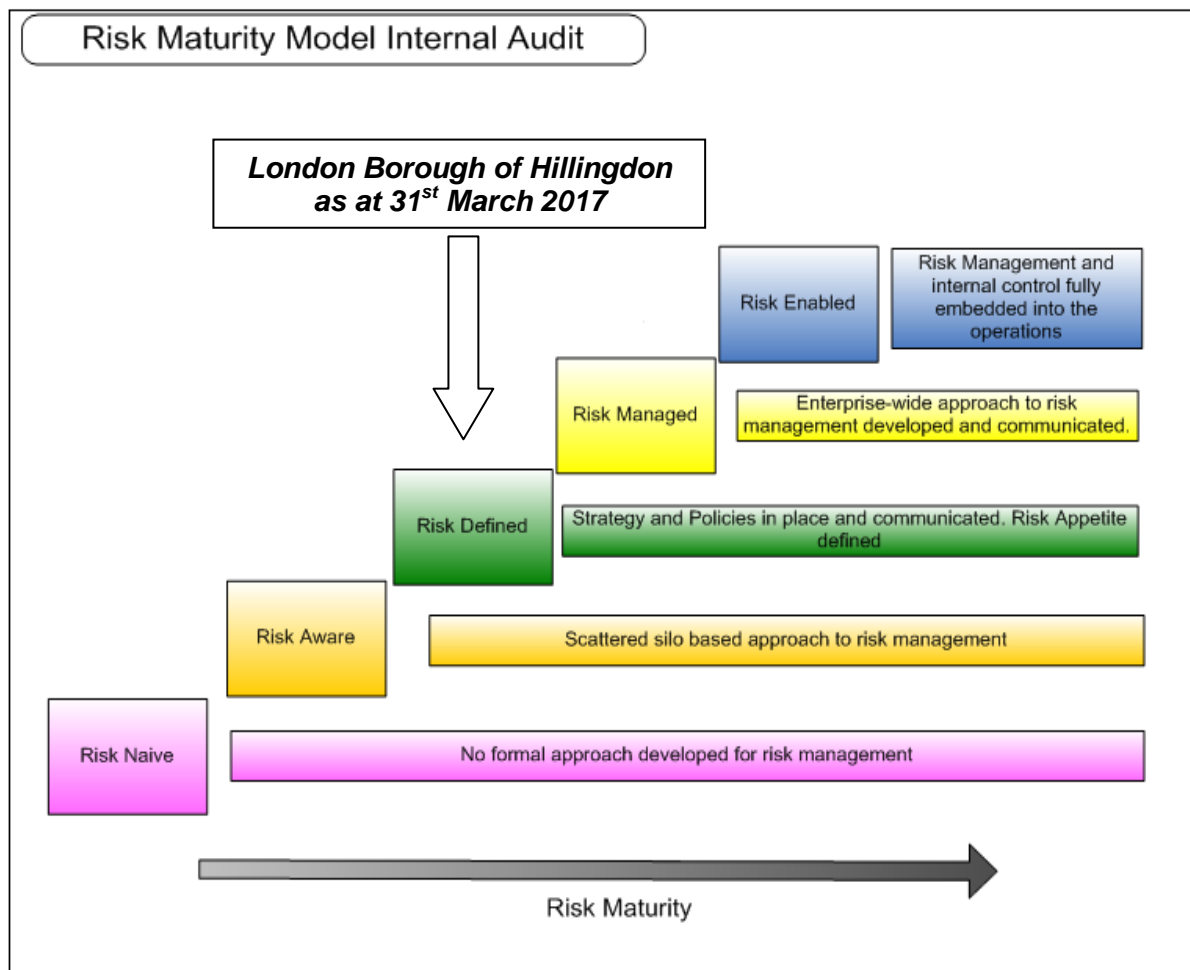 Risk Maturity Model Internal Audit
London Borough of Hillingdon
as at 31st March 2017
Risk Enabled
Risk Management and
internal control fully
embedded into the
operations
Risk Managed
Enterprise-wide approach to risk
management developed and communicated.
Risk Defined
Strategy and Policies in place and communicated. Risk Appetite
defined
Risk Aware
Scattered silo based approach to risk management
Risk Naive
No formal approach developed for risk management
Risk Maturity